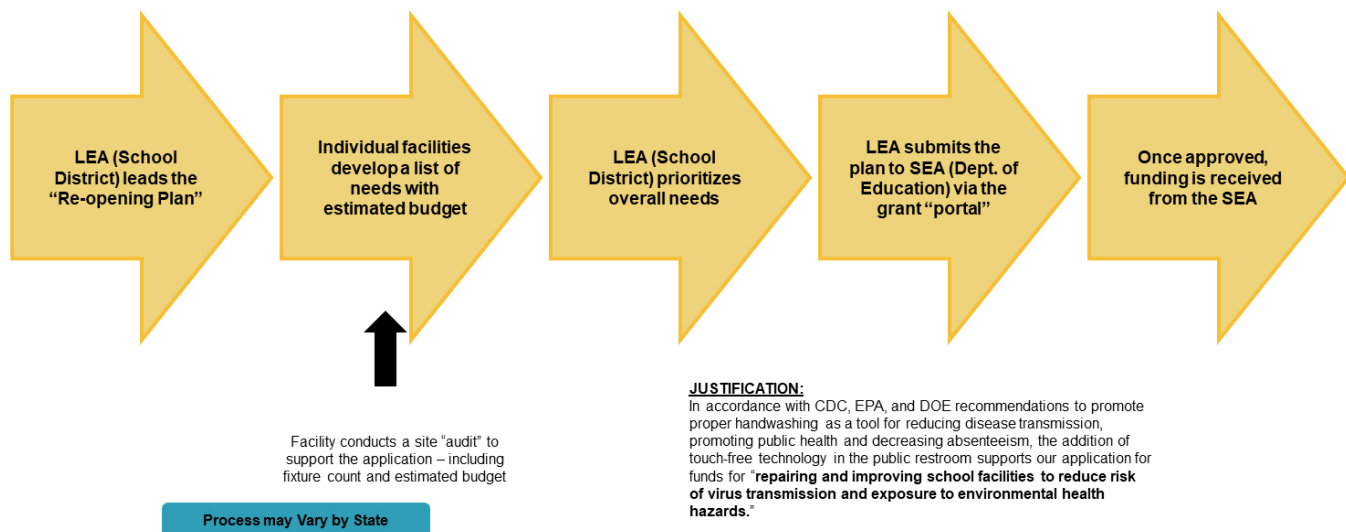 LEA (School
District) leads the
“Re-opening Plan”
Individual facilities
develop a list of
needs with
estimated budget
LEA (School
District) prioritizes
overall needs
LEA submits the
plan to SEA (Dept. of
Education) via the
grant “portal”
Once approved,
funding is received
from the SEA
Facility conducts a site “audit” to
support the application – including
fixture count and estimated budget
Process may Vary by State
JUSTIFICATION:
In accordance with CDC, EPA, and DOE recommendations to promote
proper handwashing as a tool for reducing disease transmission,
promoting public health and decreasing absenteeism, the addition of
touch-free technology in the public restroom supports our application for
funds for “repairing and improving school facilities to reduce risk
of virus transmission and exposure to environmental health
hazards.”